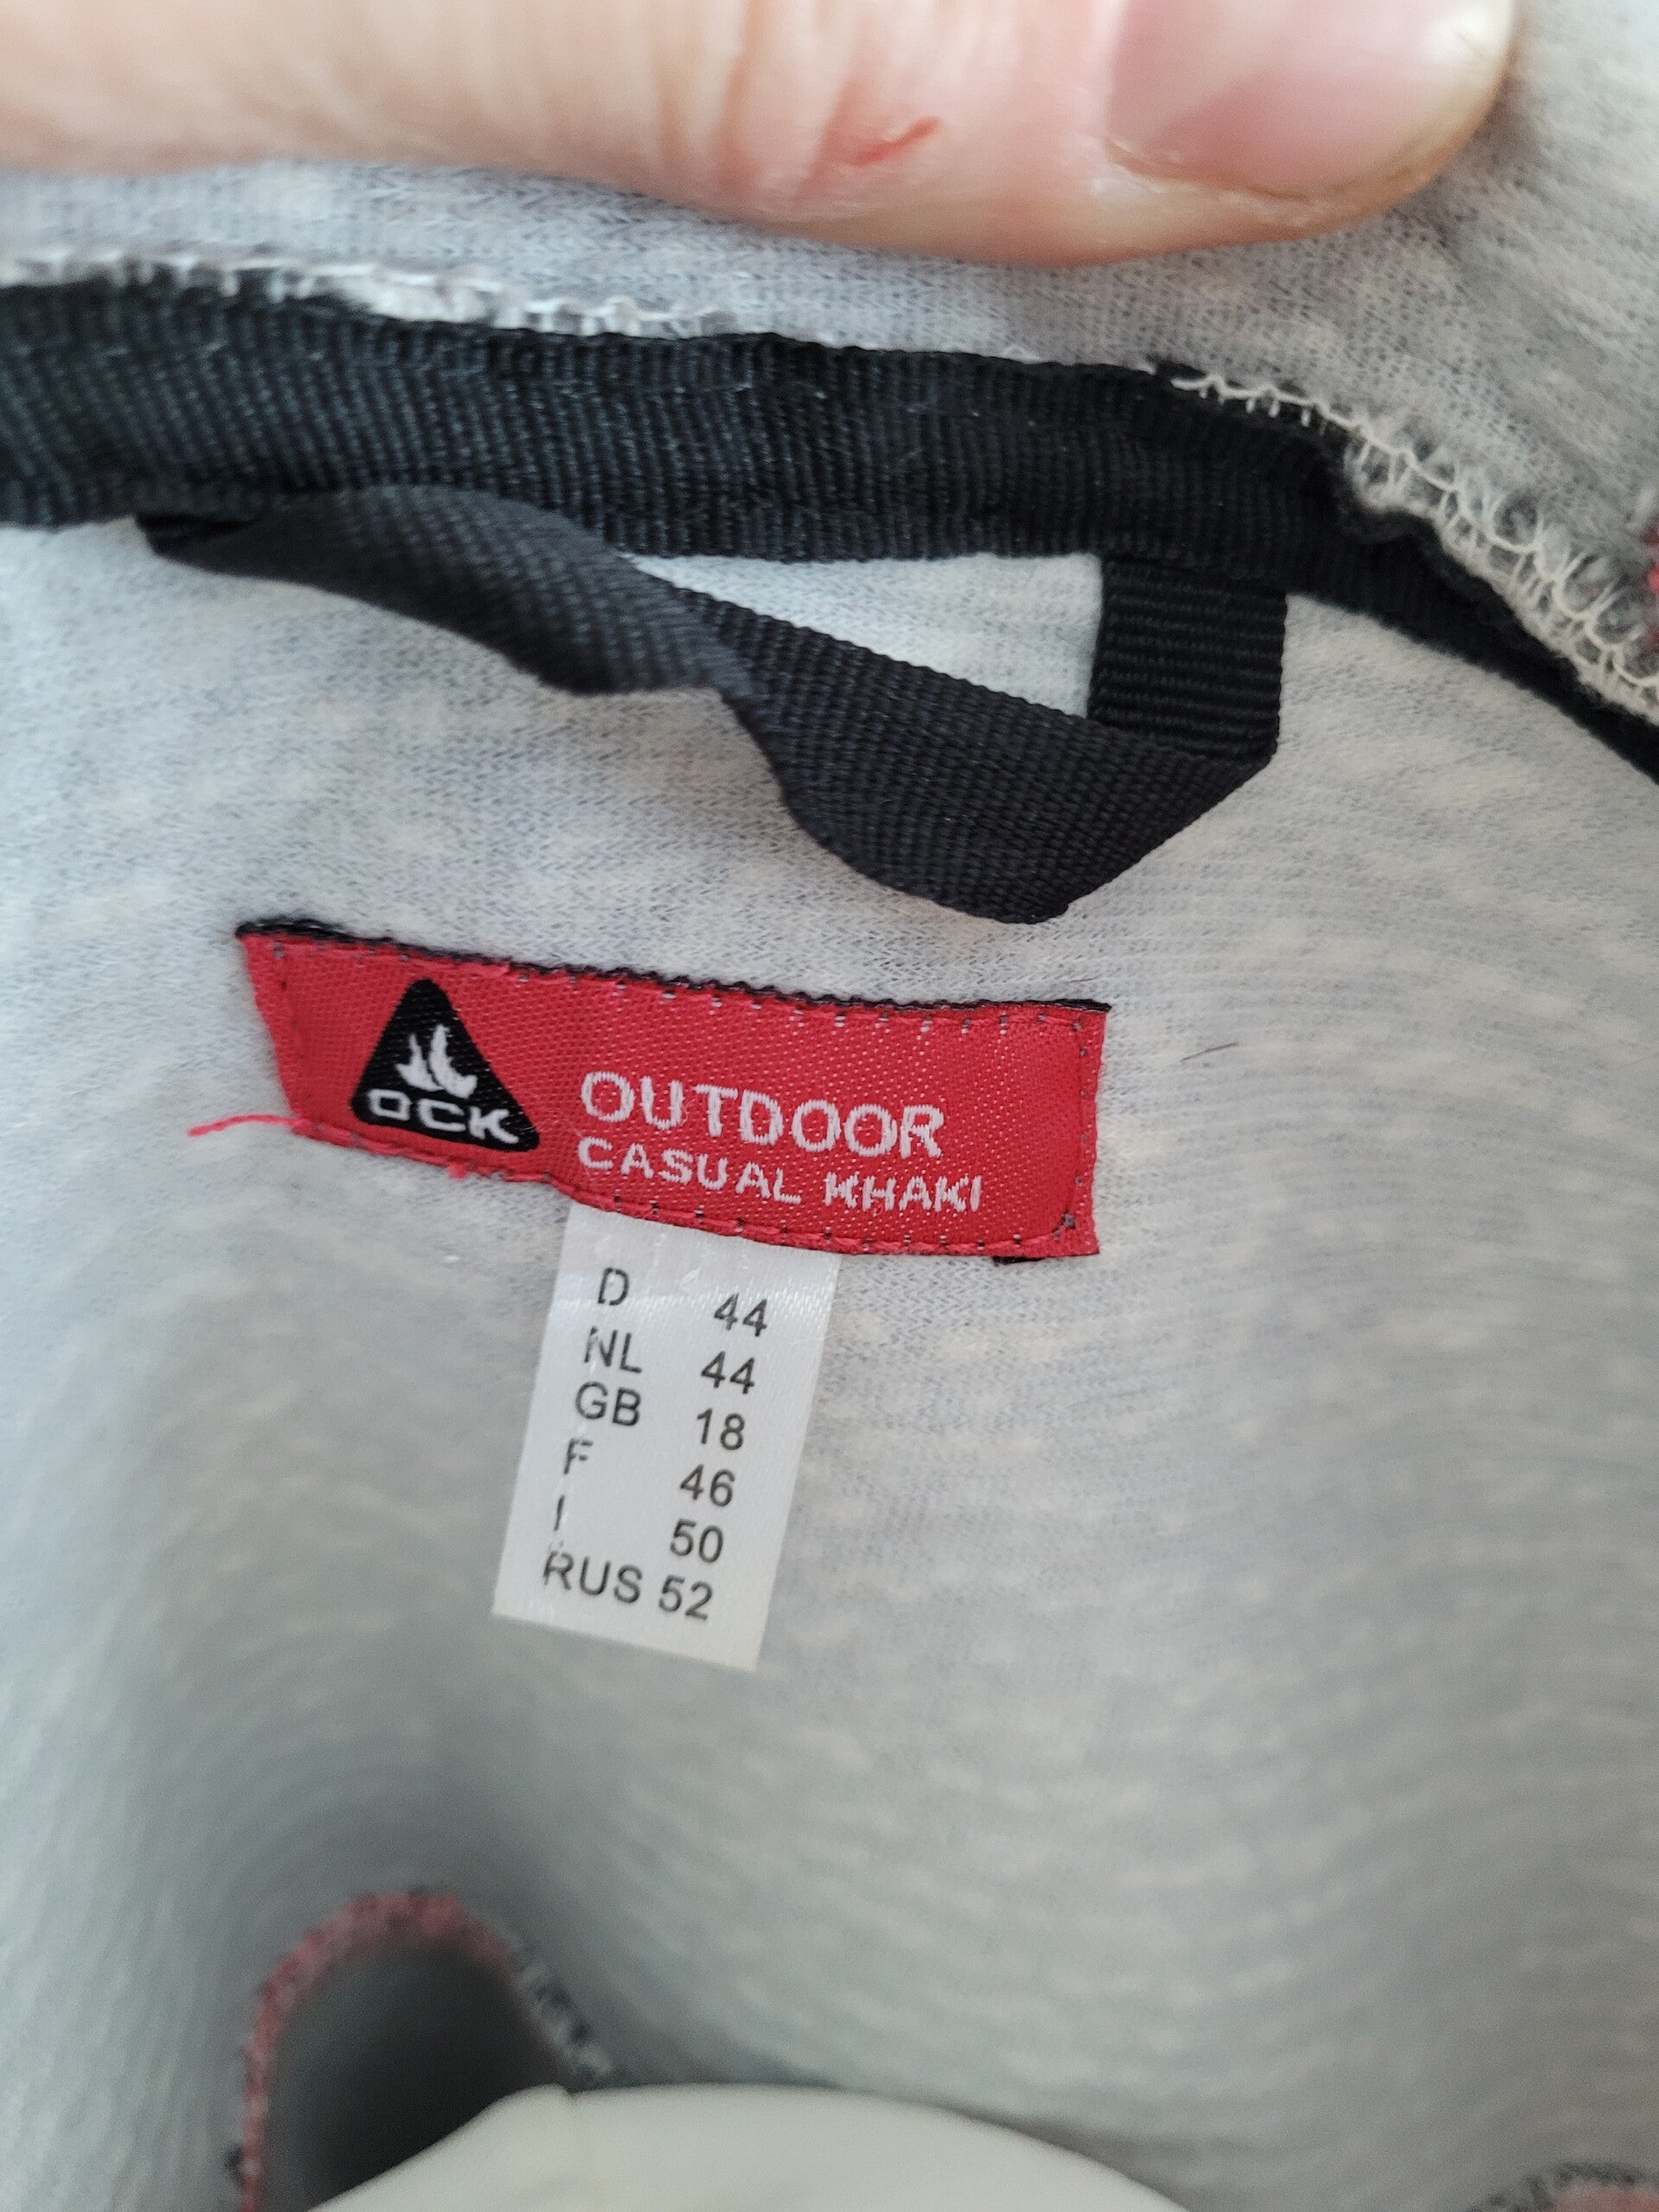 OCK
OUTDOOR
CASUAL KHAKI
D 44
NL 44
GB 18
F 46
I 50
RUS 52